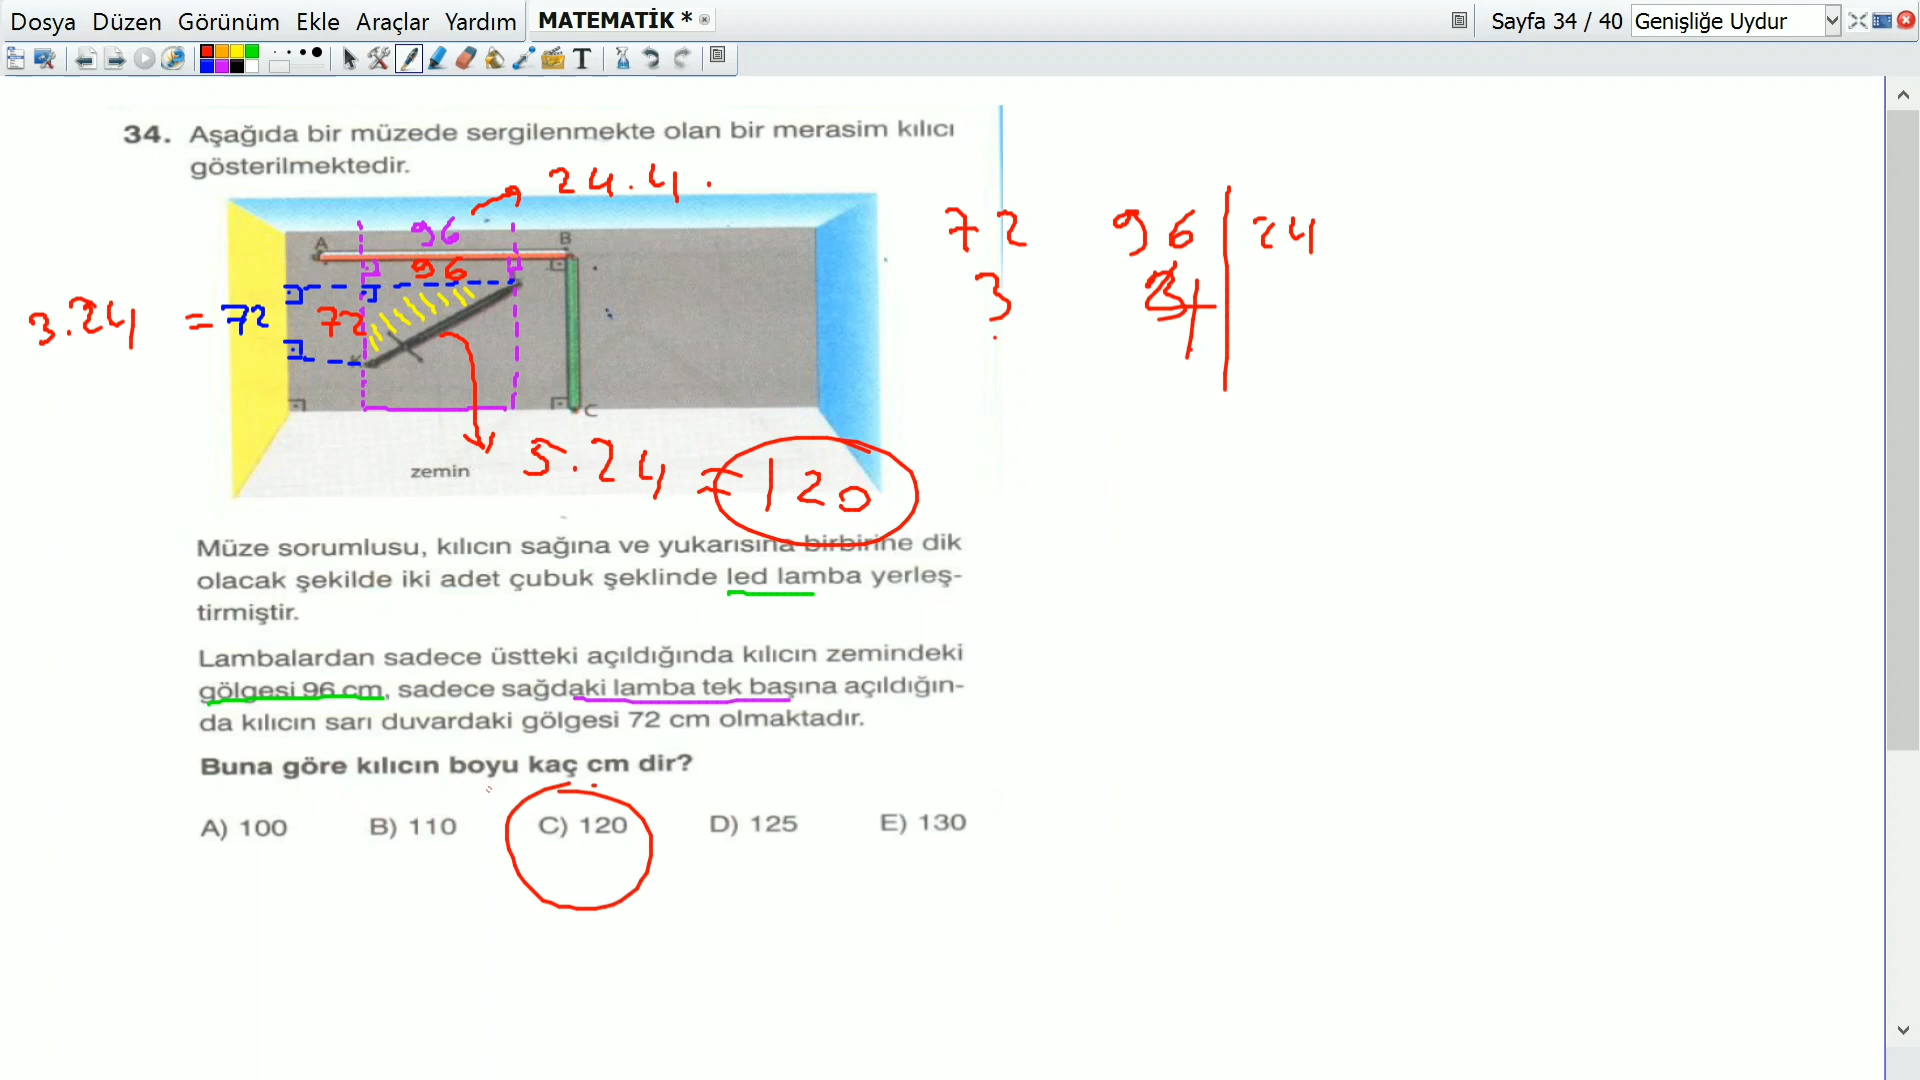 Dosya Düzen Görünüm Ekle Araçlar Yardım MATEMATİK * Sayfa 34 / 40 Genişliğe Uydur
34. Aşağıda bir müzede sergilenmekte olan bir merasim kılıcı
gösterilmektedir.
24.4.
96
A B
96
72 96 24
3
3.24 = 72 72
K
C
zemin
5.24 = 120
Müze sorumlusu, kılıcın sağına ve yukarısına birbirine dik
olacak şekilde iki adet çubuk şeklinde led lamba yerleş-
tirmiştir.
Lambalardan sadece üstteki açıldığında kılıcın zemindeki
gölgesi 96 cm, sadece sağdaki lamba tek başına açıldığın-
da kılıcın sarı duvardaki gölgesi 72 cm olmaktadır.
Buna göre kılıcın boyu kaç cm dir?
A) 100 B) 110 C) 120 D) 125 E) 130